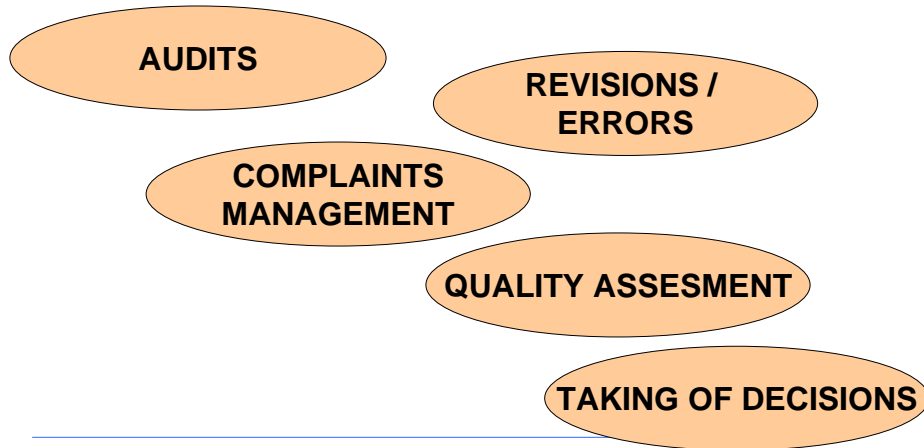 AUDITS
REVISIONS /
ERRORS
COMPLAINTS
MANAGEMENT
QUALITY ASSESMENT
TAKING OF DECISIONS